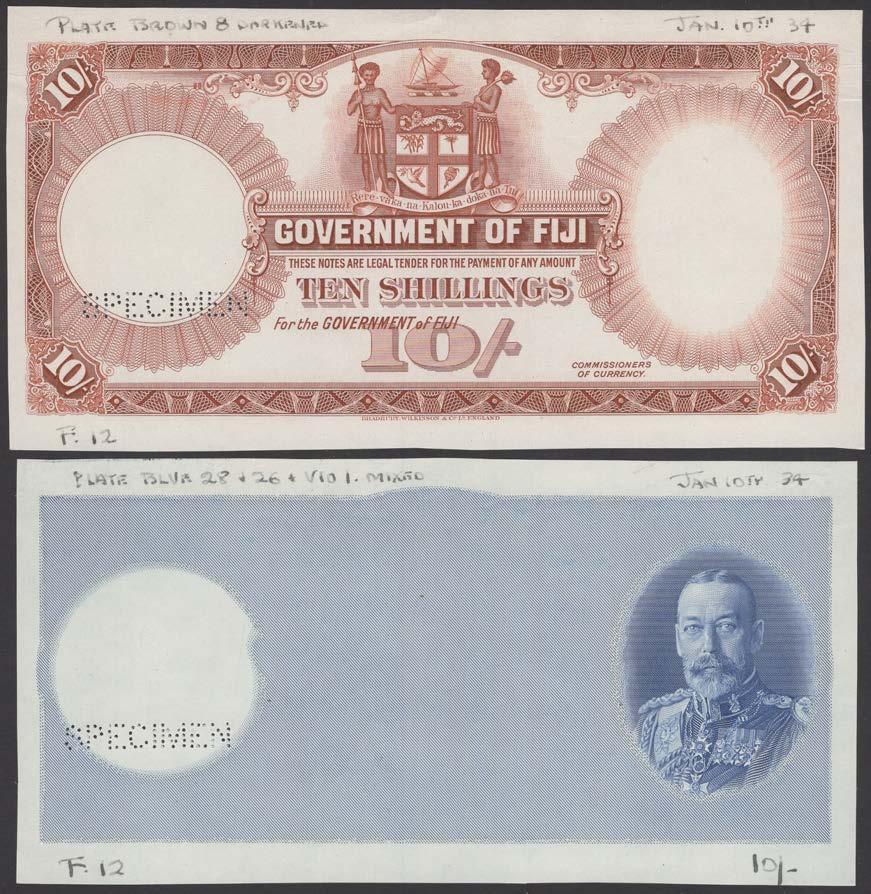 PLATE BROWN 8 DARKENED JAN. 10TH 34
10/- 10/-
Rere·vaka·na·Kalou·ka·doka·na·Tui
GOVERNMENT OF FIJI
THESE NOTES ARE LEGAL TENDER FOR THE PAYMENT OF ANY AMOUNT
TEN SHILLINGS
SPECIMEN
For the GOVERNMENT of FIJI
10/-
10/- 10/-
COMMISSIONERS
OF CURRENCY.
BRADBURY, WILKINSON & Co Ld. ENGLAND
F. 12
PLATE BLUE 28 + 26 + VIO 1. MIXED JAN 10TH 34
SPECIMEN
F. 12 10/-